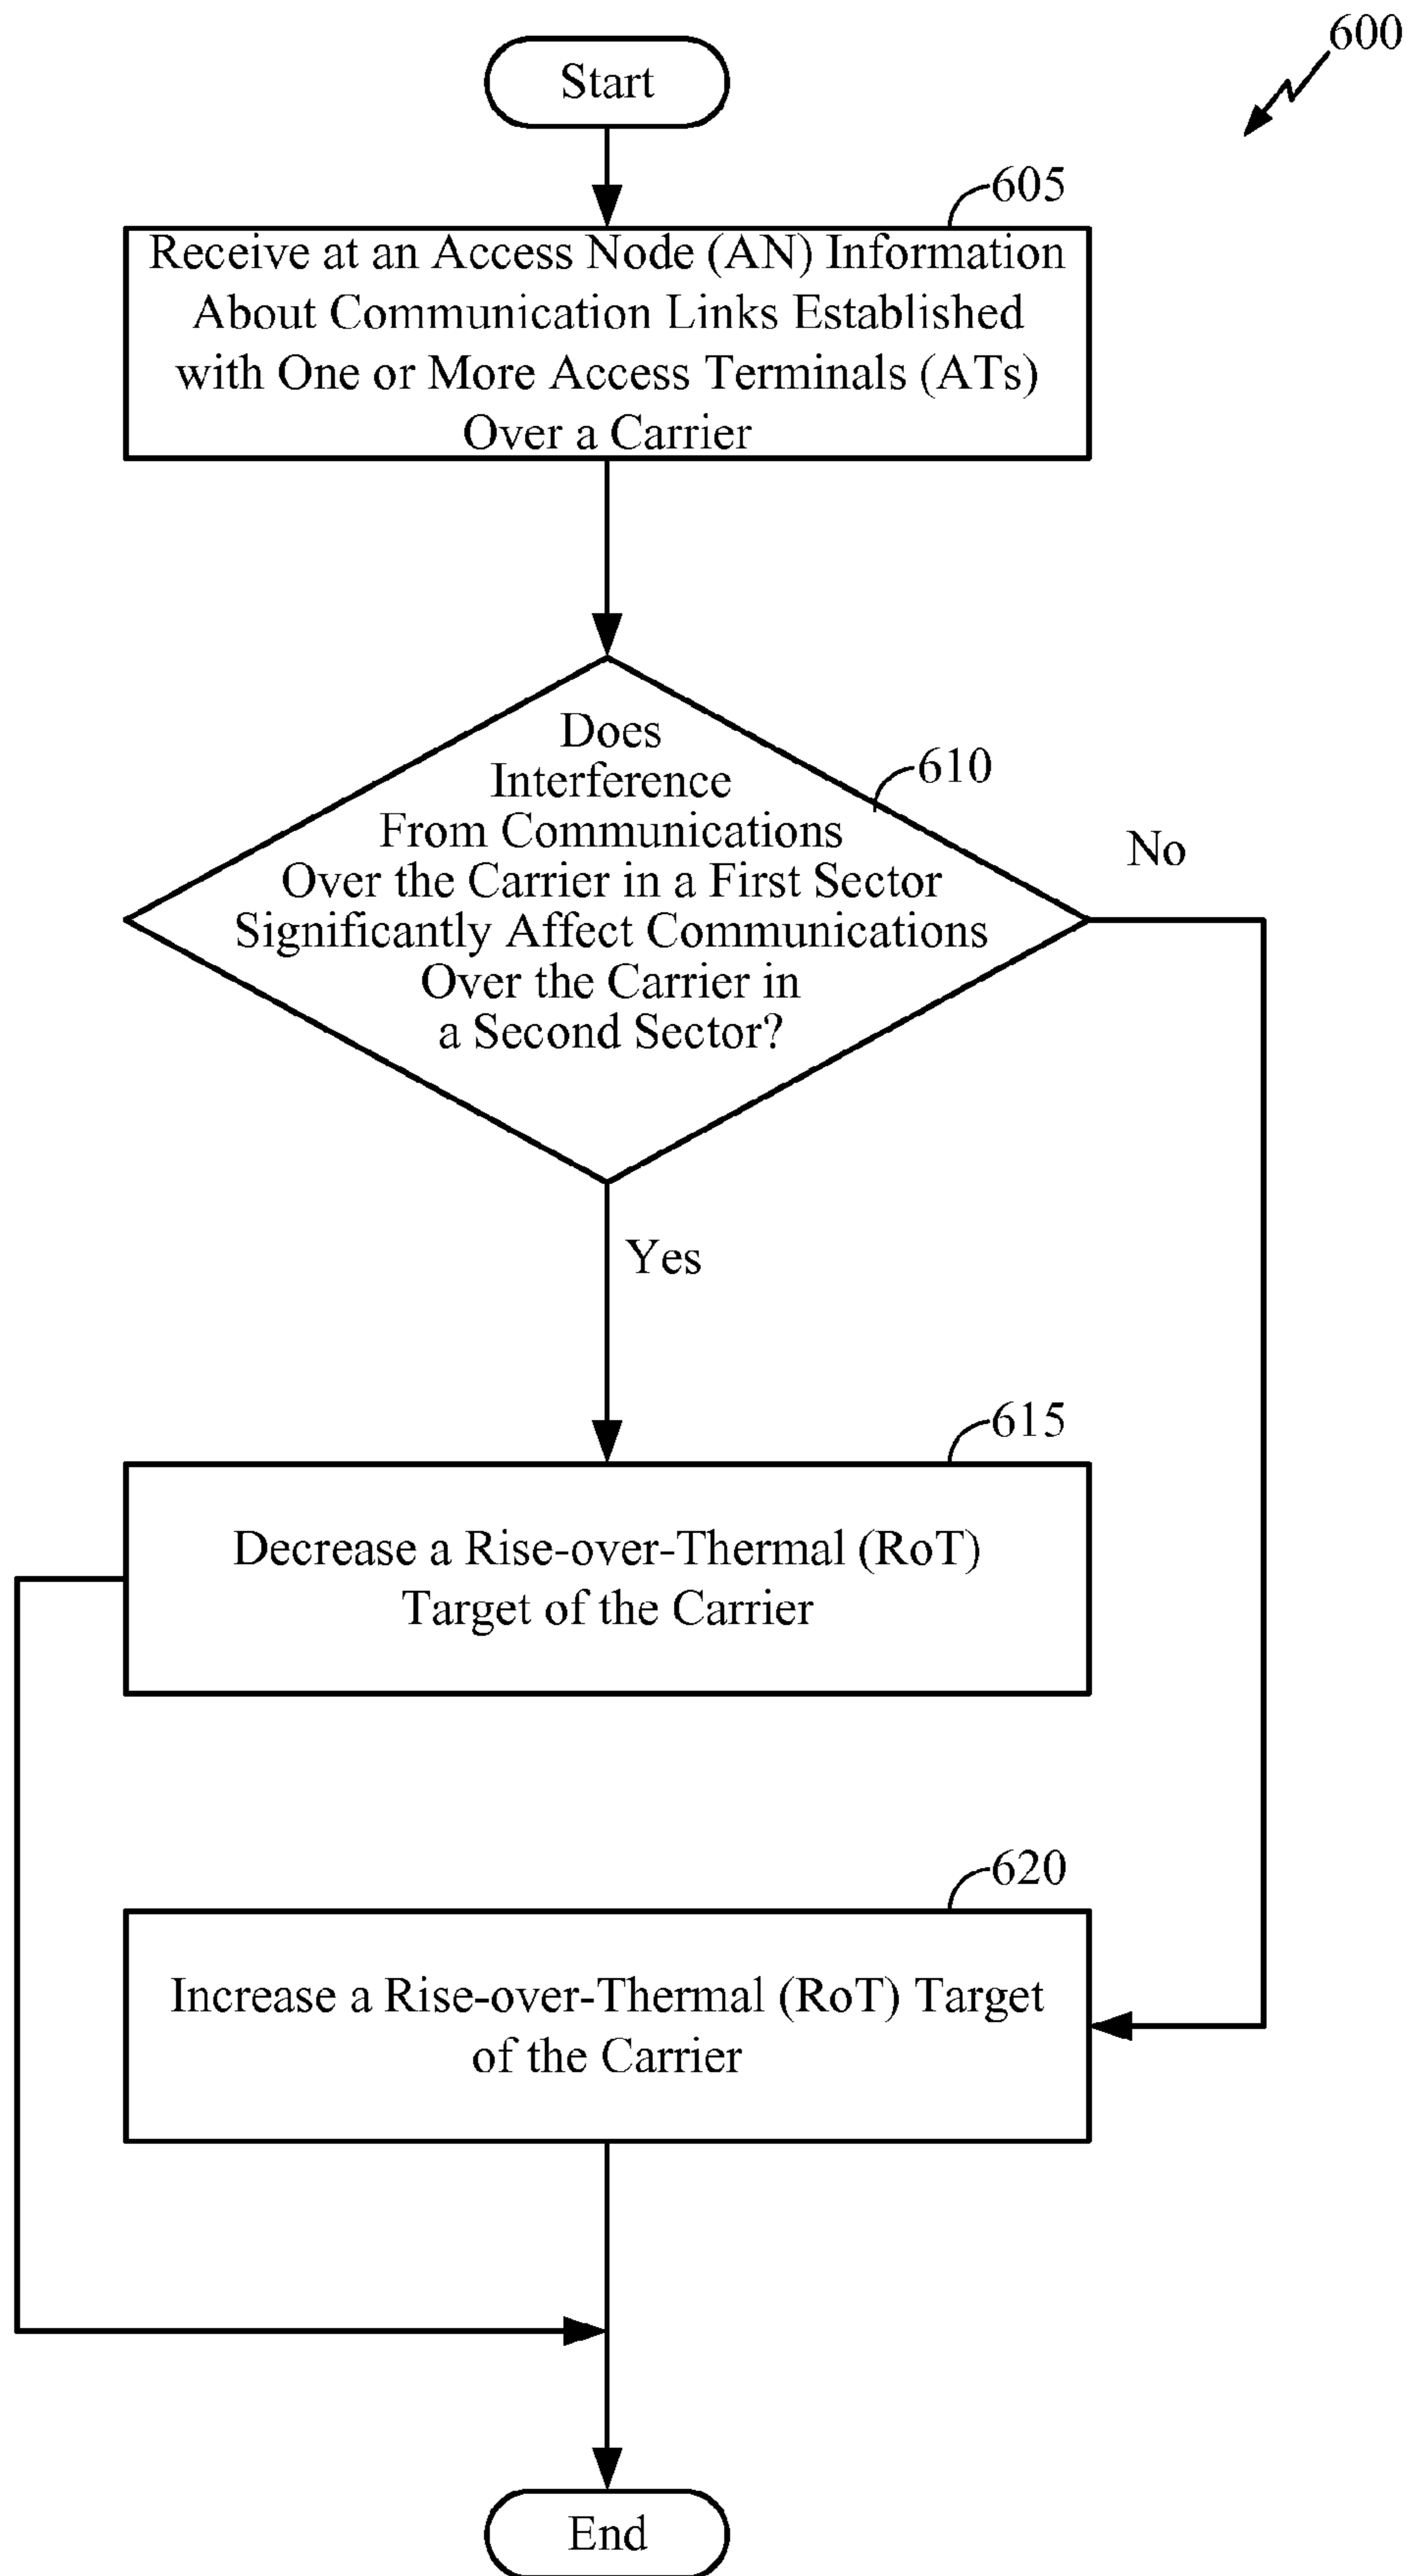 600
Start
605
Receive at an Access Node (AN) Information
About Communication Links Established
with One or More Access Terminals (ATs)
Over a Carrier
610
Does
Interference
From Communications
Over the Carrier in a First Sector
Significantly Affect Communications
Over the Carrier in
a Second Sector?
No
Yes
615
Decrease a Rise-over-Thermal (RoT)
Target of the Carrier
620
Increase a Rise-over-Thermal (RoT) Target
of the Carrier
End